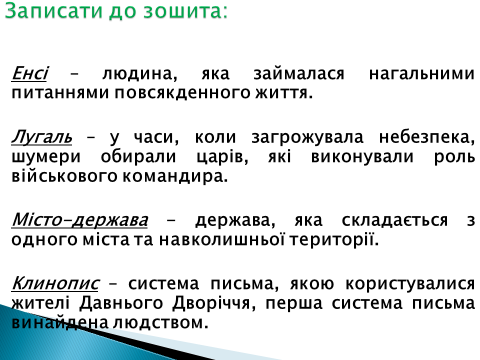 Записати до зошита:
Енсі – людина, яка займалася нагальними
питаннями повсякденного життя.
Лугаль – у часи, коли загрожувала небезпека,
шумери обирали царів, які виконували роль
військового командира.
Місто-держава – держава, яка складається з
одного міста та навколишньої території.
Клинопис – система письма, якою користувалися
жителі Давнього Дворіччя, перша система письма
винайдена людством.